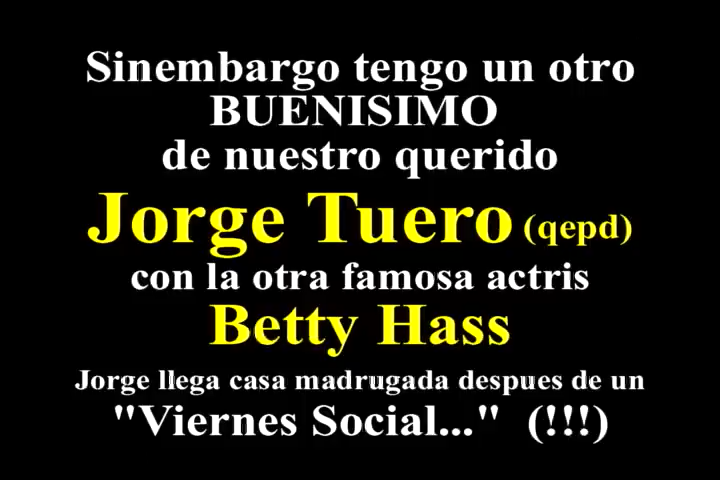 Sinembargo tengo un otro
BUENISIMO
de nuestro querido
Jorge Tuero (qepd)
con la otra famosa actris
Betty Hass
Jorge llega casa madrugada despues de un
"Viernes Social..." (!!!)